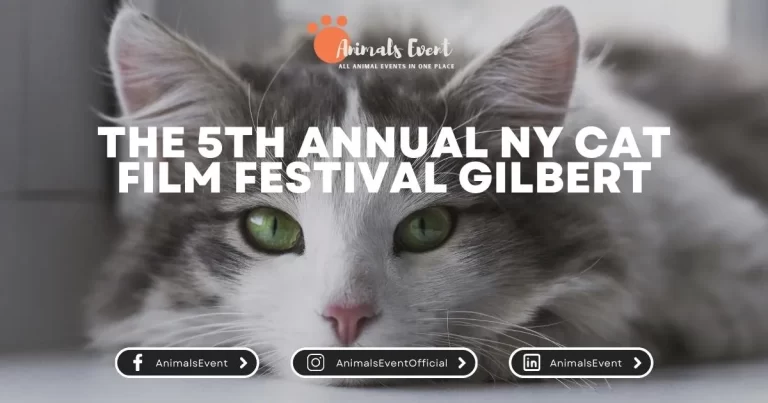 Animals Event
ALL ANIMAL EVENTS IN ONE PLACE
THE 5TH ANNUAL NY CAT
FILM FESTIVAL GILBERT
AnimalsEvent
AnimalsEventOfficial
AnimalsEvent